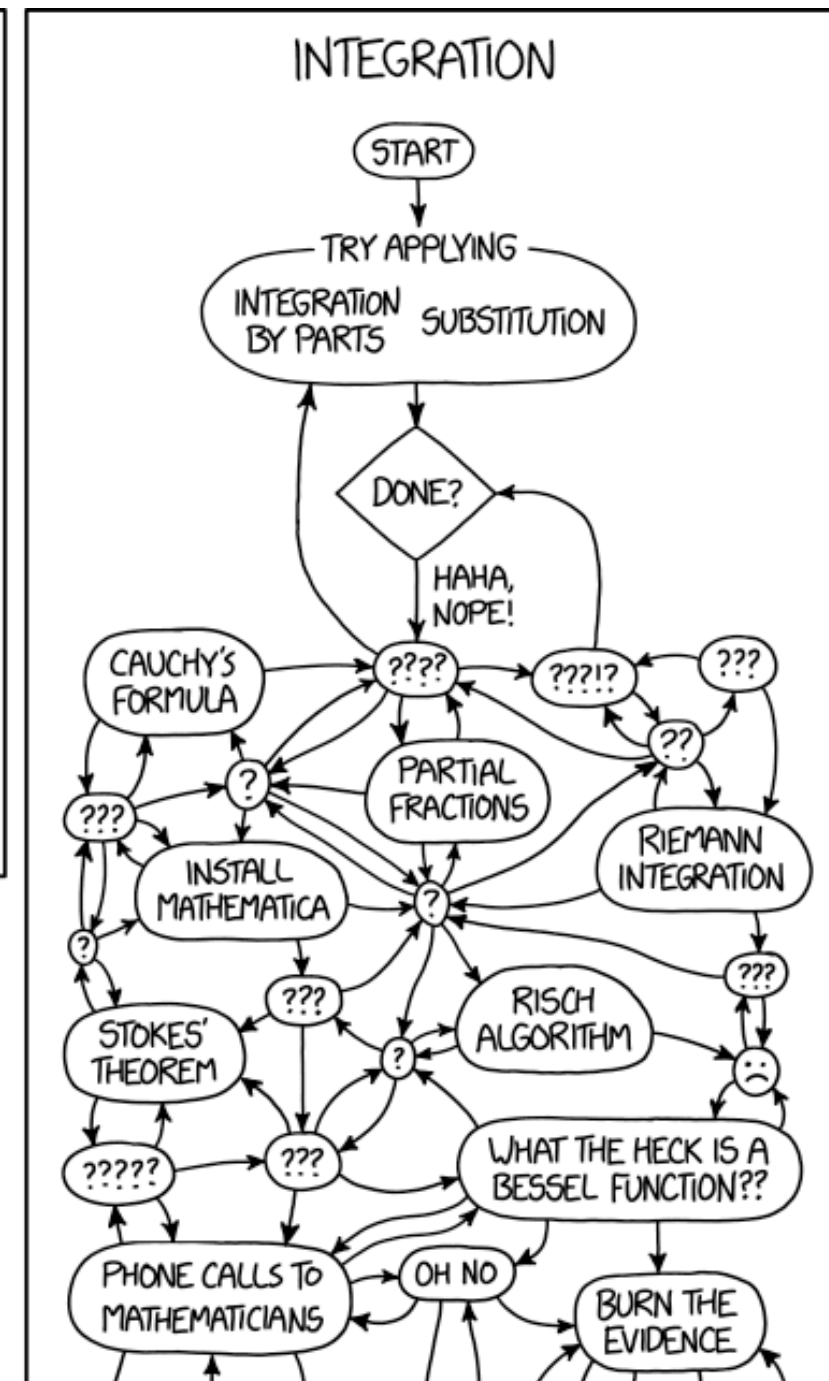 INTEGRATION
START
TRY APPLYING
INTEGRATION
BY PARTS
SUBSTITUTION
DONE?
HAHA,
NOPE!
CAUCHY'S
FORMULA
????
???!?
???
??
?
???
PARTIAL
FRACTIONS
RIEMANN
INTEGRATION
INSTALL
MATHEMATICA
?
?
???
???
RISCH
ALGORITHM
STOKES'
THEOREM
?
?????
???
WHAT THE HECK IS A
BESSEL FUNCTION??
PHONE CALLS TO
MATHEMATICIANS
OH NO
BURN THE
EVIDENCE